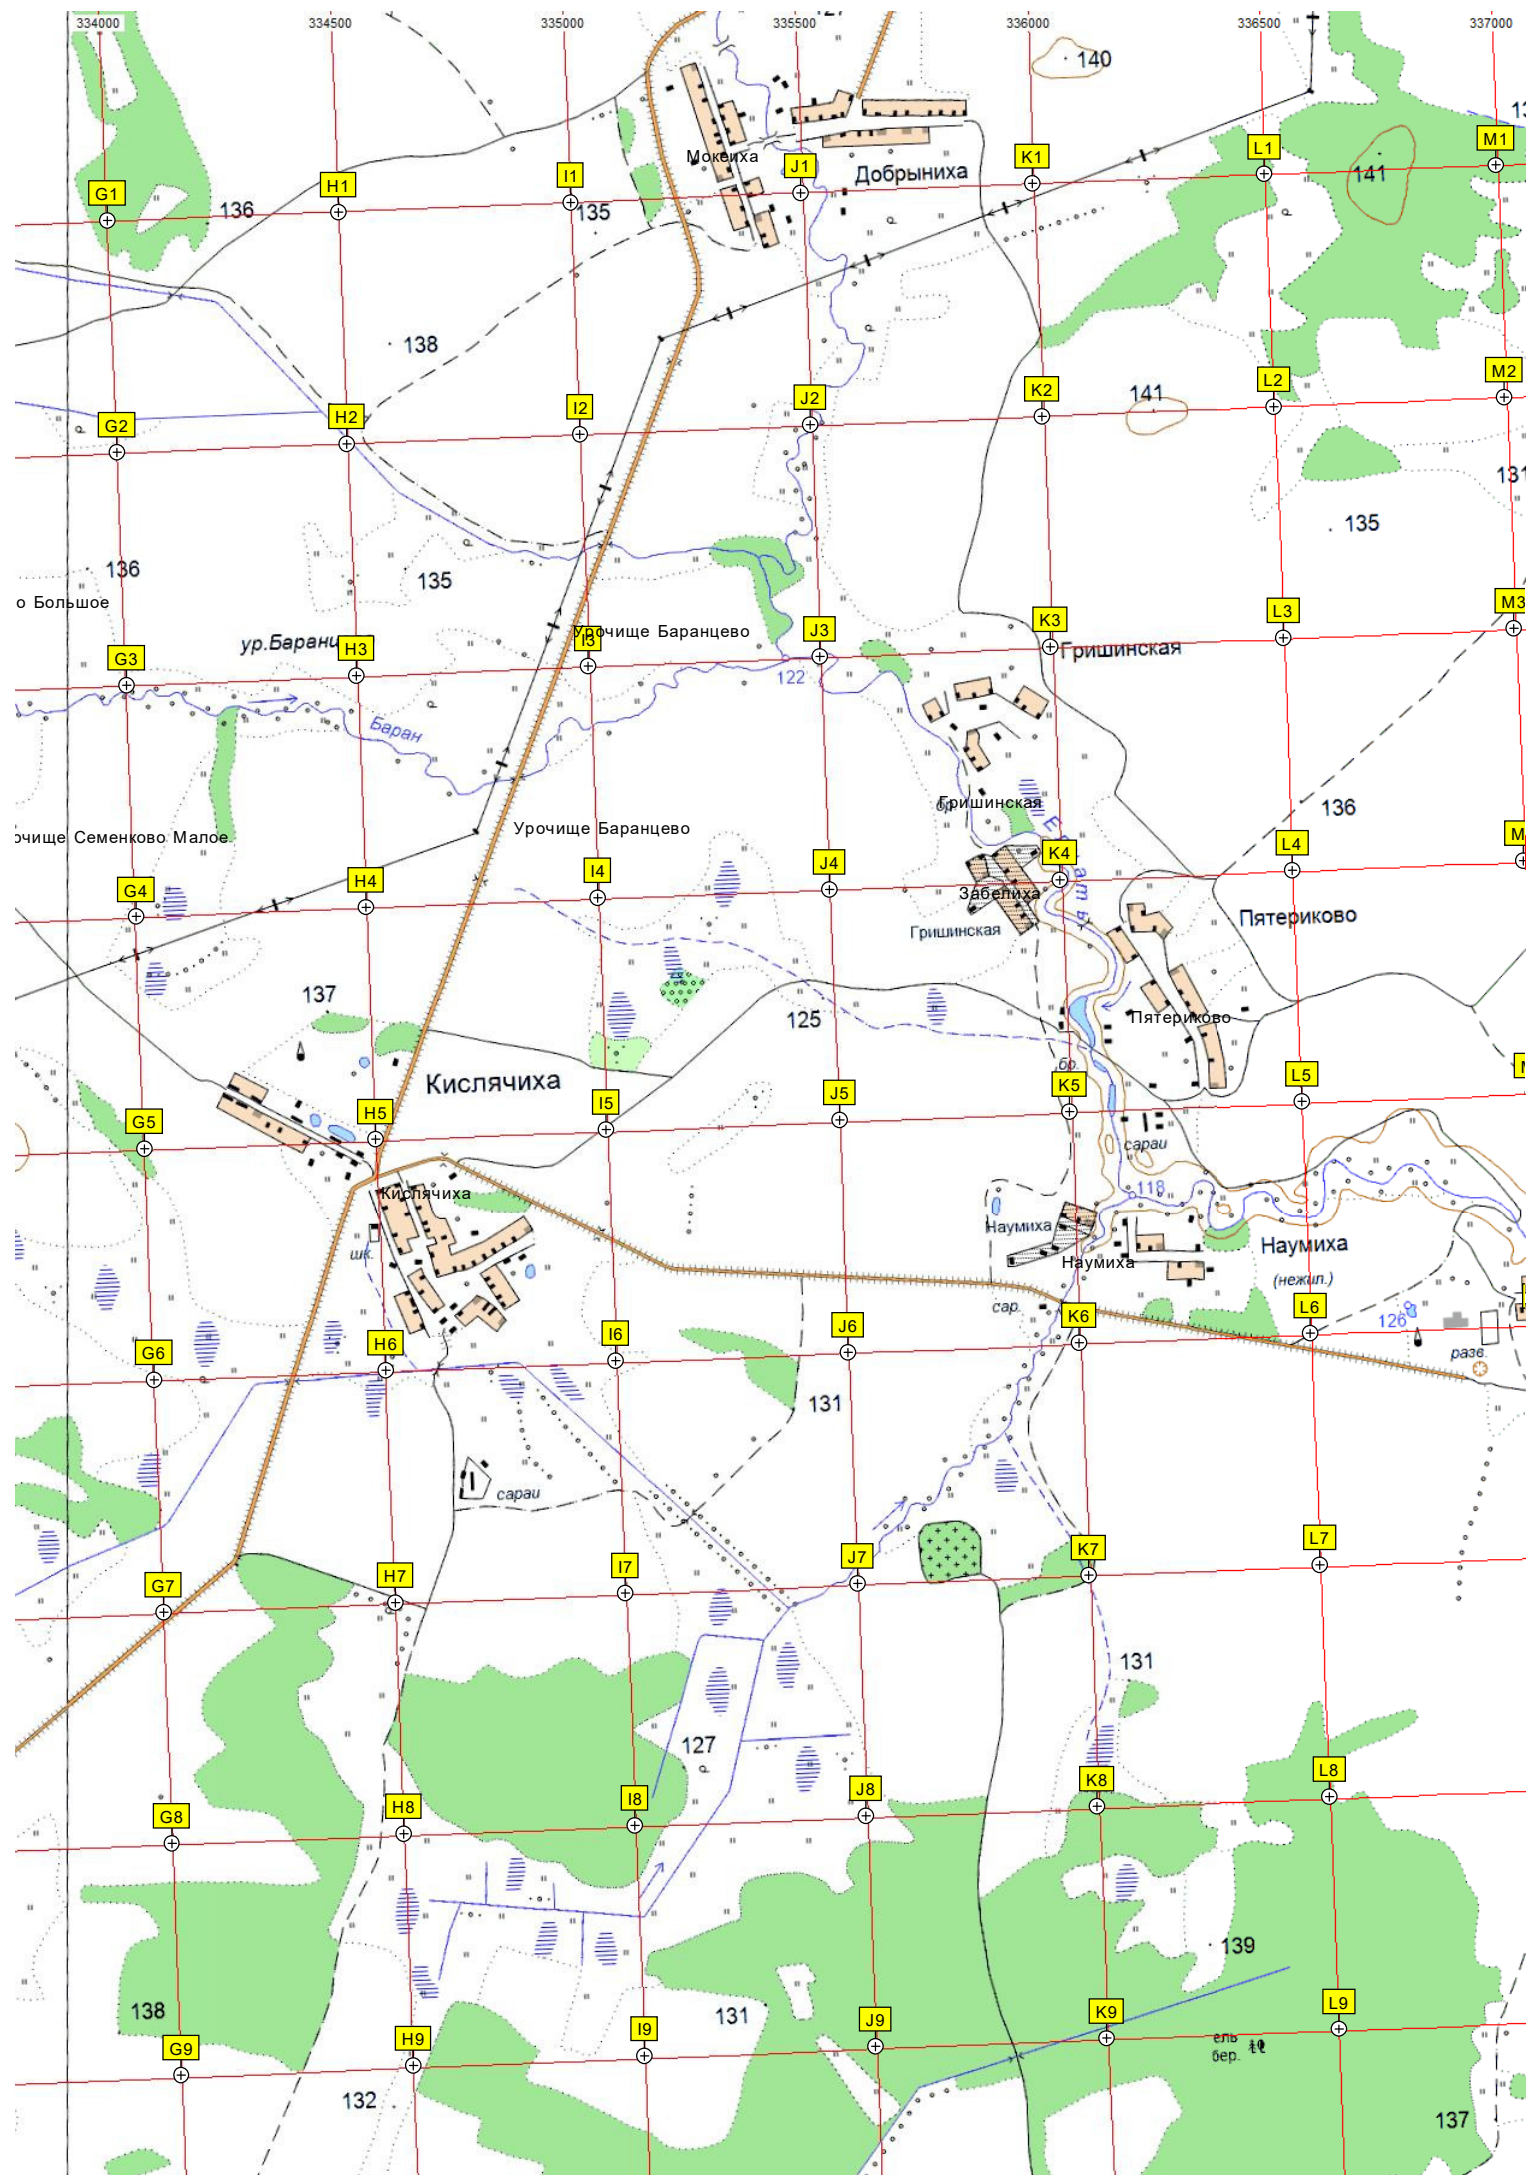 334000 334500 335000 335500 336000 336500 337000
140
Мокеиха
Добрыниха
G1 H1 I1 J1 K1 L1 M1
136
135
141
138
141
G2 H2 I2 J2 K2 L2 M2
131
135
136
135
о Большое
ур.Баранц
Урочище Баранцево
G3 H3 I3 J3 K3 L3 M3
Гришинская
122
Баран
бр.
Гришинская
136
очище Семенково Малое
Урочище Баранцево
G4 H4 I4 J4 K4 L4 M
Забелиха
Гришинская
Пятериково
137
125
Пятериково
бр.
Кислячиха
G5 H5 I5 J5 K5 L5
сараи
118
Кислячиха
Наумиха
Наумиха
Наумиха
(нежил.)
шк.
сар.
126
разв.
G6 H6 I6 J6 K6 L6
131
сараи
G7 H7 I7 J7 K7 L7
131
127
G8 H8 I8 J8 K8 L8
139
138
131
G9 H9 I9 J9 K9 L9
ель
бер.
132
137